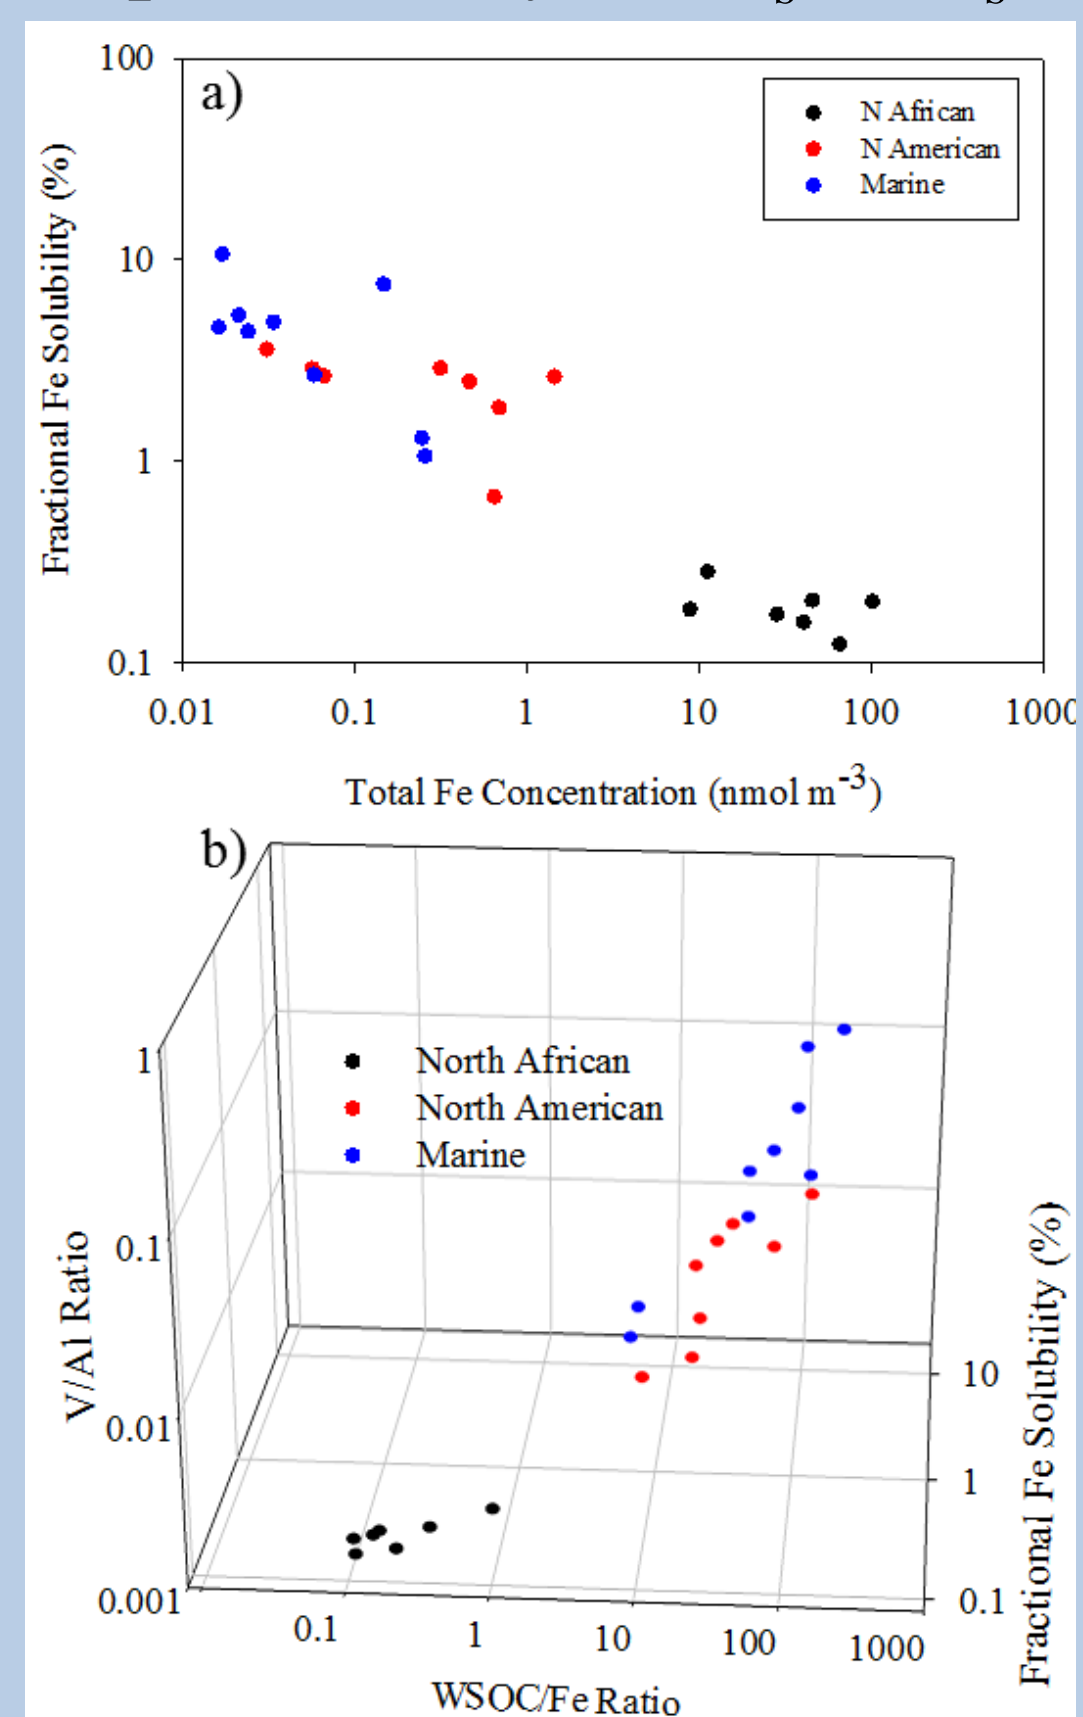 a)
100
10
1
0.1
Fractional Fe Solubility (%)
N African
N American
Marine
0.01 0.1 1 10 100 1000
Total Fe Concentration (nmol m-3)
b)
North African
North American
Marine
1
0.1
0.01
0.001
V/Al Ratio
10
1
0.1
Fractional Fe Solubility (%)
0.1 1 10 100 1000
WSOC/Fe Ratio